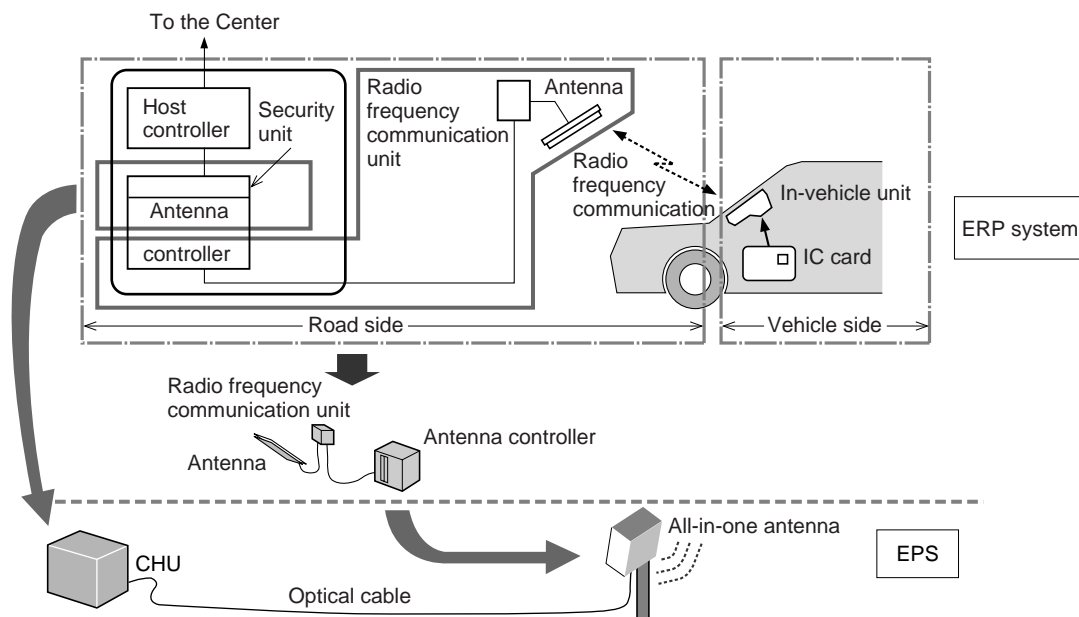 To the Center
Host
controller
Security
unit
Antenna
controller
Radio
frequency
communication
unit
Antenna
Radio
frequency
communication
In-vehicle unit
IC card
ERP system
Road side
Vehicle side
Radio frequency
communication unit
Antenna
Antenna controller
All-in-one antenna
EPS
CHU
Optical cable